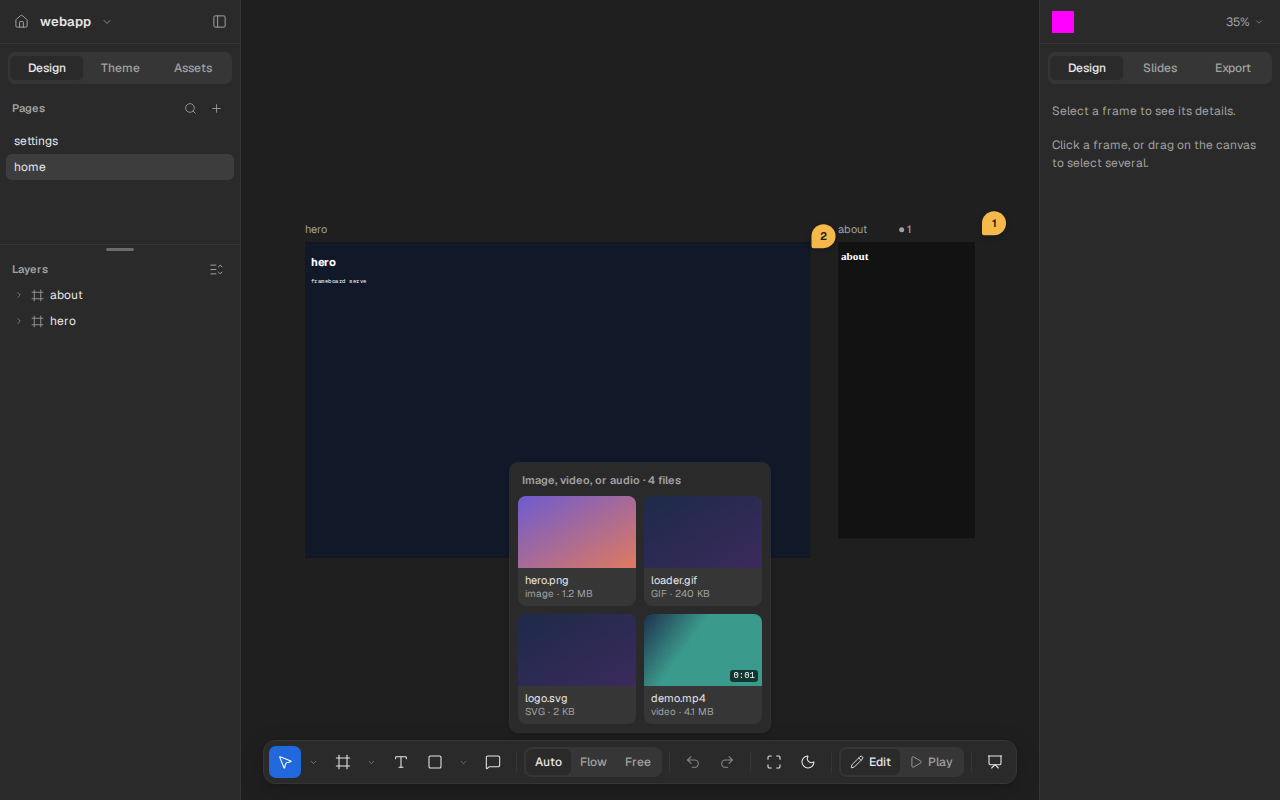 webapp
Design Theme Assets
Pages
settings
home
Layers
about
hero
hero
2
about
1
1
hero
frameboard serve
about
Image, video, or audio · 4 files
hero.png
image · 1.2 MB
loader.gif
GIF · 240 KB
0:01
logo.svg
SVG · 2 KB
demo.mp4
video · 4.1 MB
Auto Flow Free
Edit Play
35%
Design Slides Export
Select a frame to see its details.
Click a frame, or drag on the canvas
to select several.